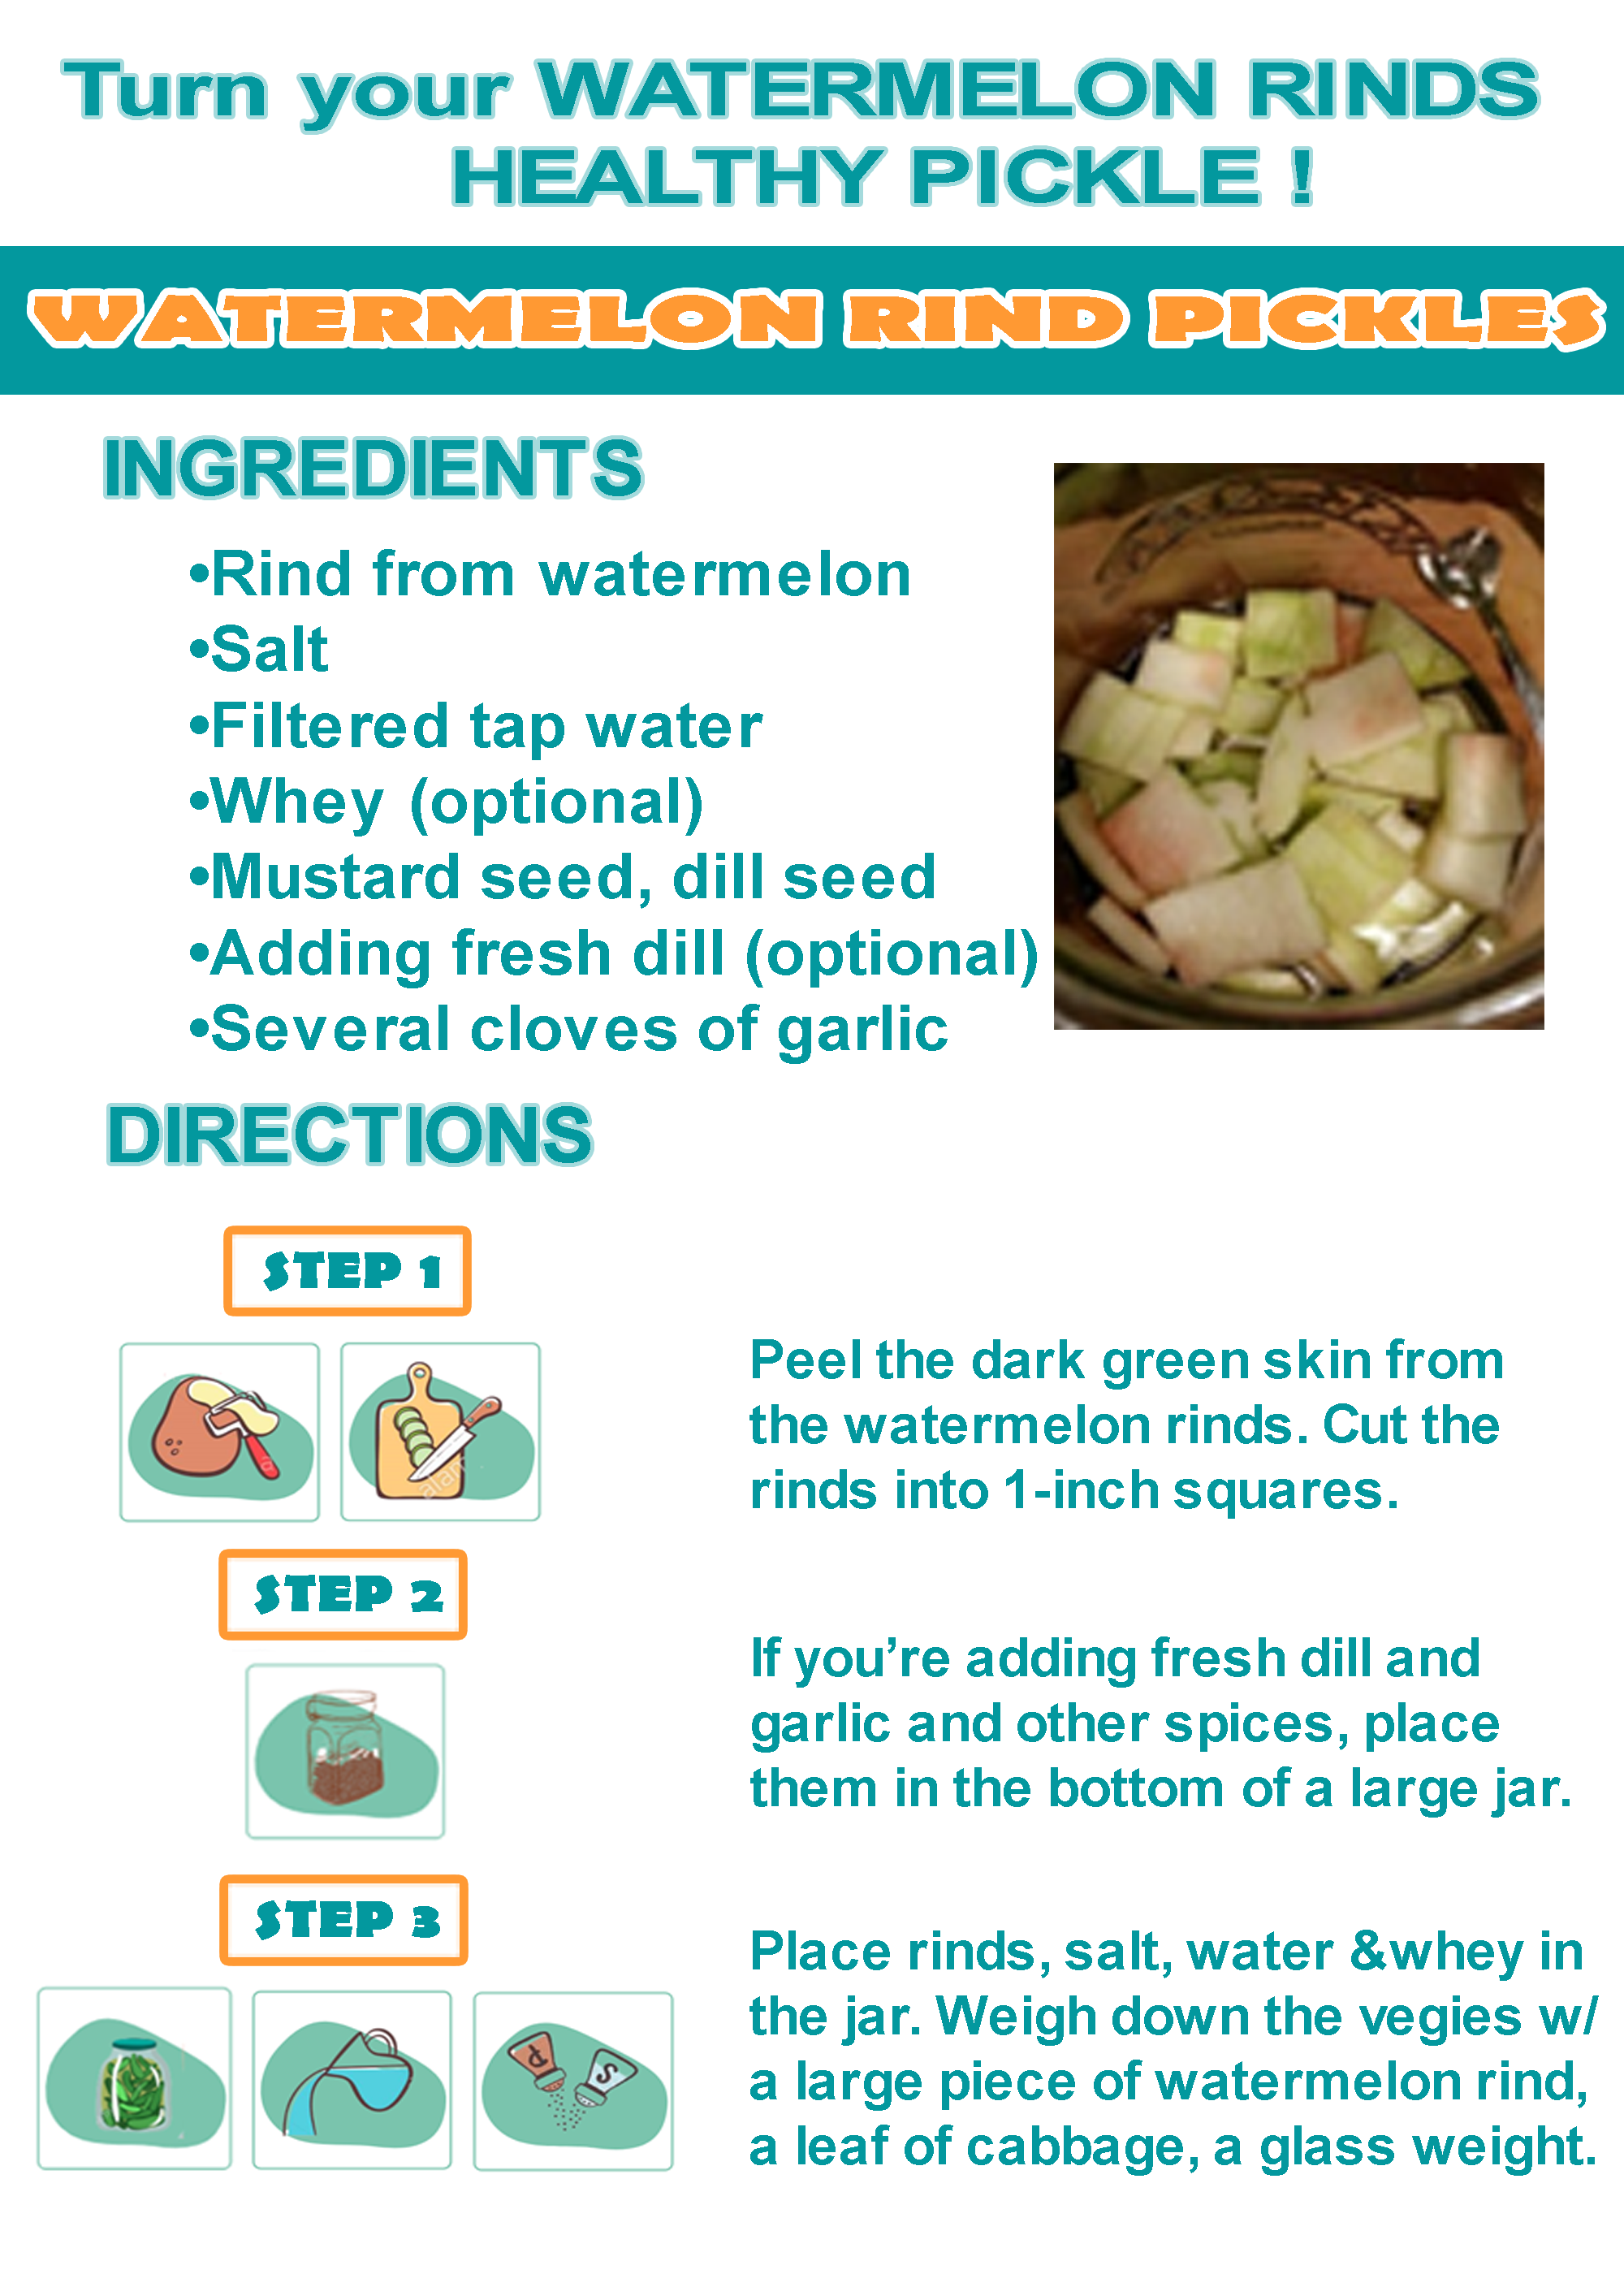 Turn your WATERMELON RINDS
HEALTHY PICKLE !
WATERMELON RIND PICKLES
INGREDIENTS
•Rind from watermelon
•Salt
•Filtered tap water
•Whey (optional)
•Mustard seed, dill seed
•Adding fresh dill (optional)
•Several cloves of garlic
DIRECTIONS
STEP 1
Peel the dark green skin from
the watermelon rinds. Cut the
rinds into 1-inch squares.
STEP 2
If you’re adding fresh dill and
garlic and other spices, place
them in the bottom of a large jar.
STEP 3
Place rinds, salt, water &whey in
the jar. Weigh down the vegies w/
a large piece of watermelon rind,
a leaf of cabbage, a glass weight.
S